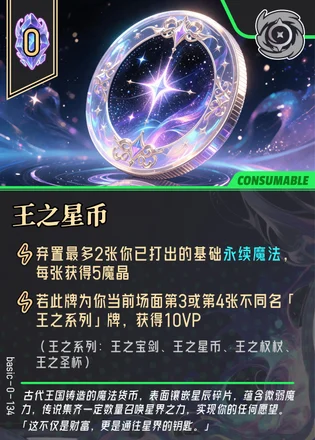 0
CONSUMABLE
王之星币
弃置最多2张你已打出的基础永续魔法，
每张获得5魔晶
若此牌为你当前场面第3或第4张不同名「
王之系列」牌，获得10VP
（王之系列：王之宝剑、王之星币、王之权杖、
王之圣杯）
古代王国铸造的魔法货币，表面镶嵌星辰碎片，蕴含微弱魔
力，传说集齐一定数量召唤星界之力，实现你的任何愿望。
「这不仅是财富，更是通往星界的钥匙。」
basic-0-134